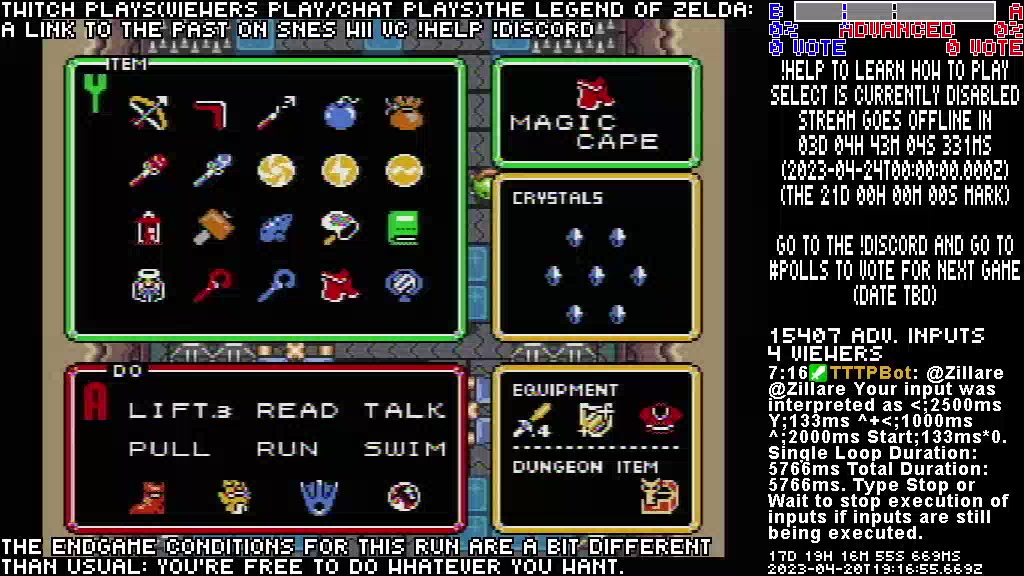 TWITCH PLAYS(VIEWERS PLAY/CHAT PLAYS)THE LEGEND OF ZELDA:
A LINK TO THE PAST ON SNES WII VC !HELP !DISCORD
B A
0% ADVANCED 0%
0 VOTE 0 VOTE
!HELP TO LEARN HOW TO PLAY
SELECT IS CURRENTLY DISABLED
STREAM GOES OFFLINE IN
03D 04H 43M 04S 331MS
(2023-04-24T00:00:00.000Z)
(THE 21D 00H 00M 00S MARK)
GO TO THE !DISCORD AND GO TO
#POLLS TO VOTE FOR NEXT GAME
(DATE TBD)
15407 ADV. INPUTS
4 VIEWERS
7:16 TTTPBot: @Zillare
@Zillare Your input was
interpreted as <;2500ms
Y;133ms ^+<;1000ms
^;2000ms Start;133ms*0.
Single Loop Duration:
5766ms Total Duration:
5766ms. Type Stop or
Wait to stop execution of
inputs if inputs are still
being executed.
17D 19H 16M 55S 669MS
2023-04-20T19:16:55.669Z
ITEM
Y
MAGIC
CAPE
CRYSTALS
DO
A
LIFT.3 READ TALK
PULL RUN SWIM
EQUIPMENT
4
DUNGEON ITEM
THE ENDGAME CONDITIONS FOR THIS RUN ARE A BIT DIFFERENT
THAN USUAL: YOU'RE FREE TO DO WHATEVER YOU WANT.